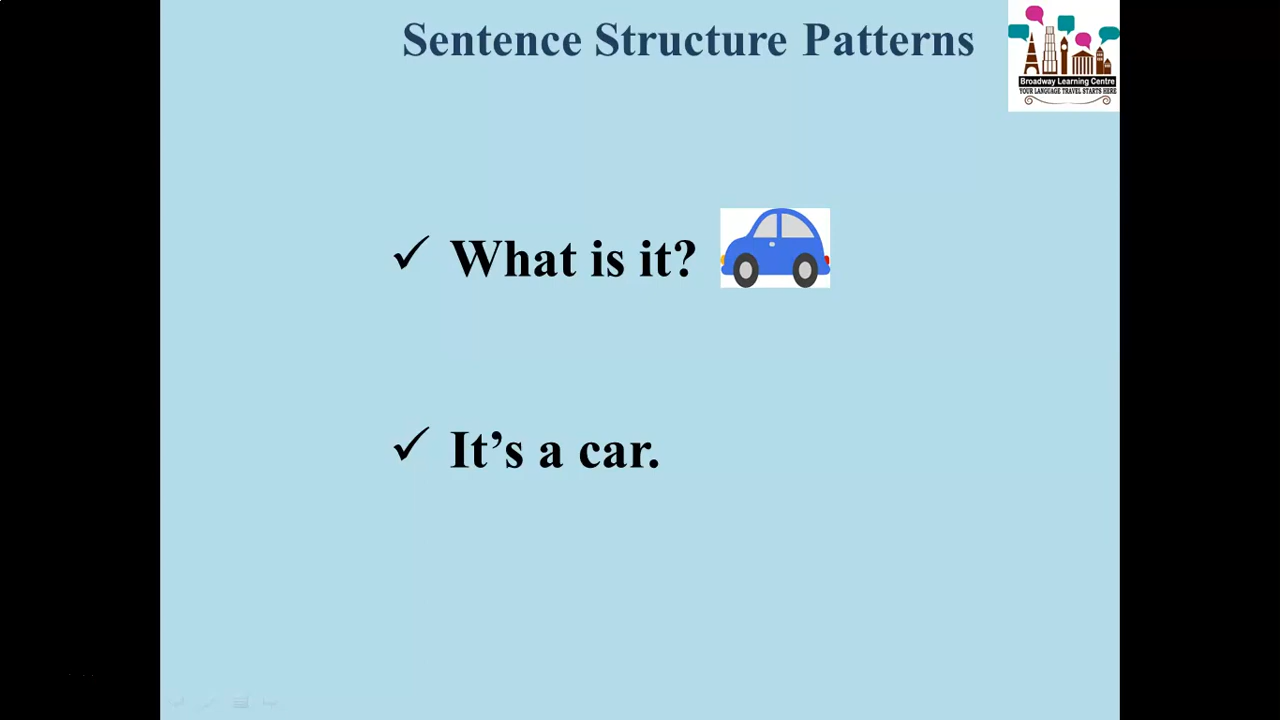 Sentence Structure Patterns
Broadway Learning Centre
YOUR LANGUAGE TRAVEL STARTS HERE
What is it?
It’s a car.